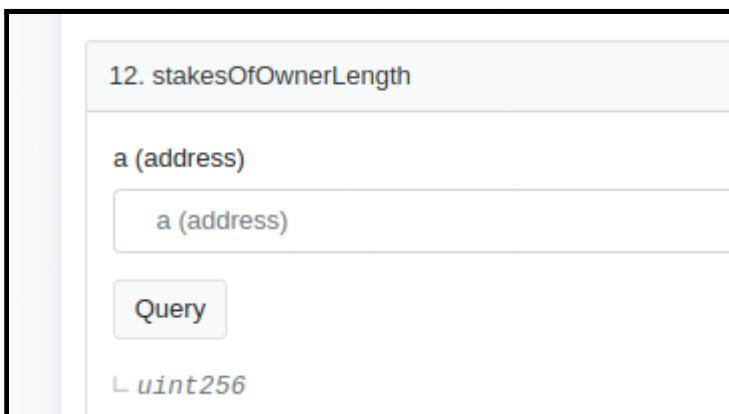 12. stakesOfOwnerLength
a (address)
a (address)
Query
uint256